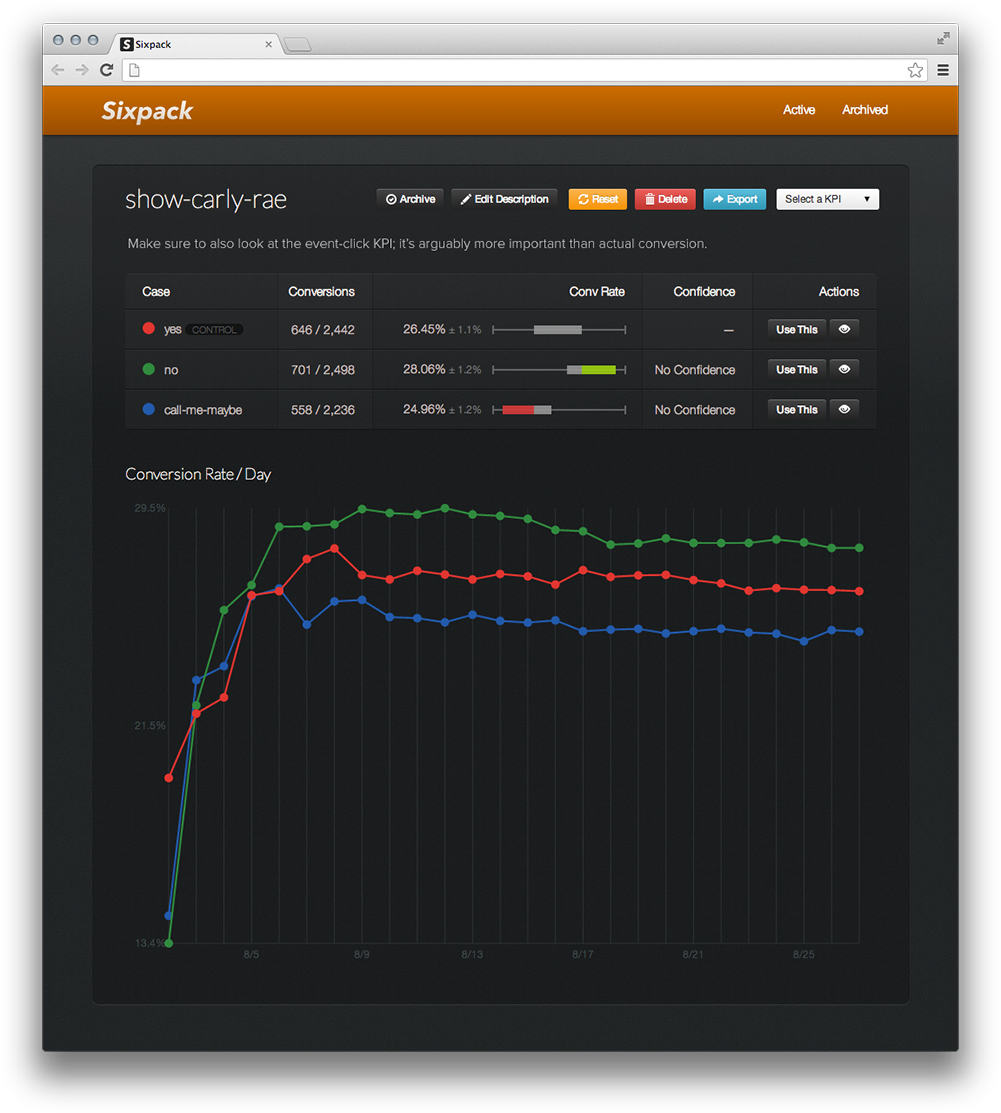 Sixpack
Sixpack Active Archived
show-carly-rae Archive Edit Description Reset Delete Export Select a KPI
Make sure to also look at the event-click KPI; it's arguably more important than actual conversion.
Case Conversions Conv Rate Confidence Actions
yes CONTROL 646 / 2,442 26.45% ± 1.1% — Use This
no 701 / 2,498 28.06% ± 1.2% No Confidence Use This
call-me-maybe 558 / 2,236 24.96% ± 1.2% No Confidence Use This
Conversion Rate / Day
29.5%
21.5%
13.4%
8/5 8/9 8/13 8/17 8/21 8/25